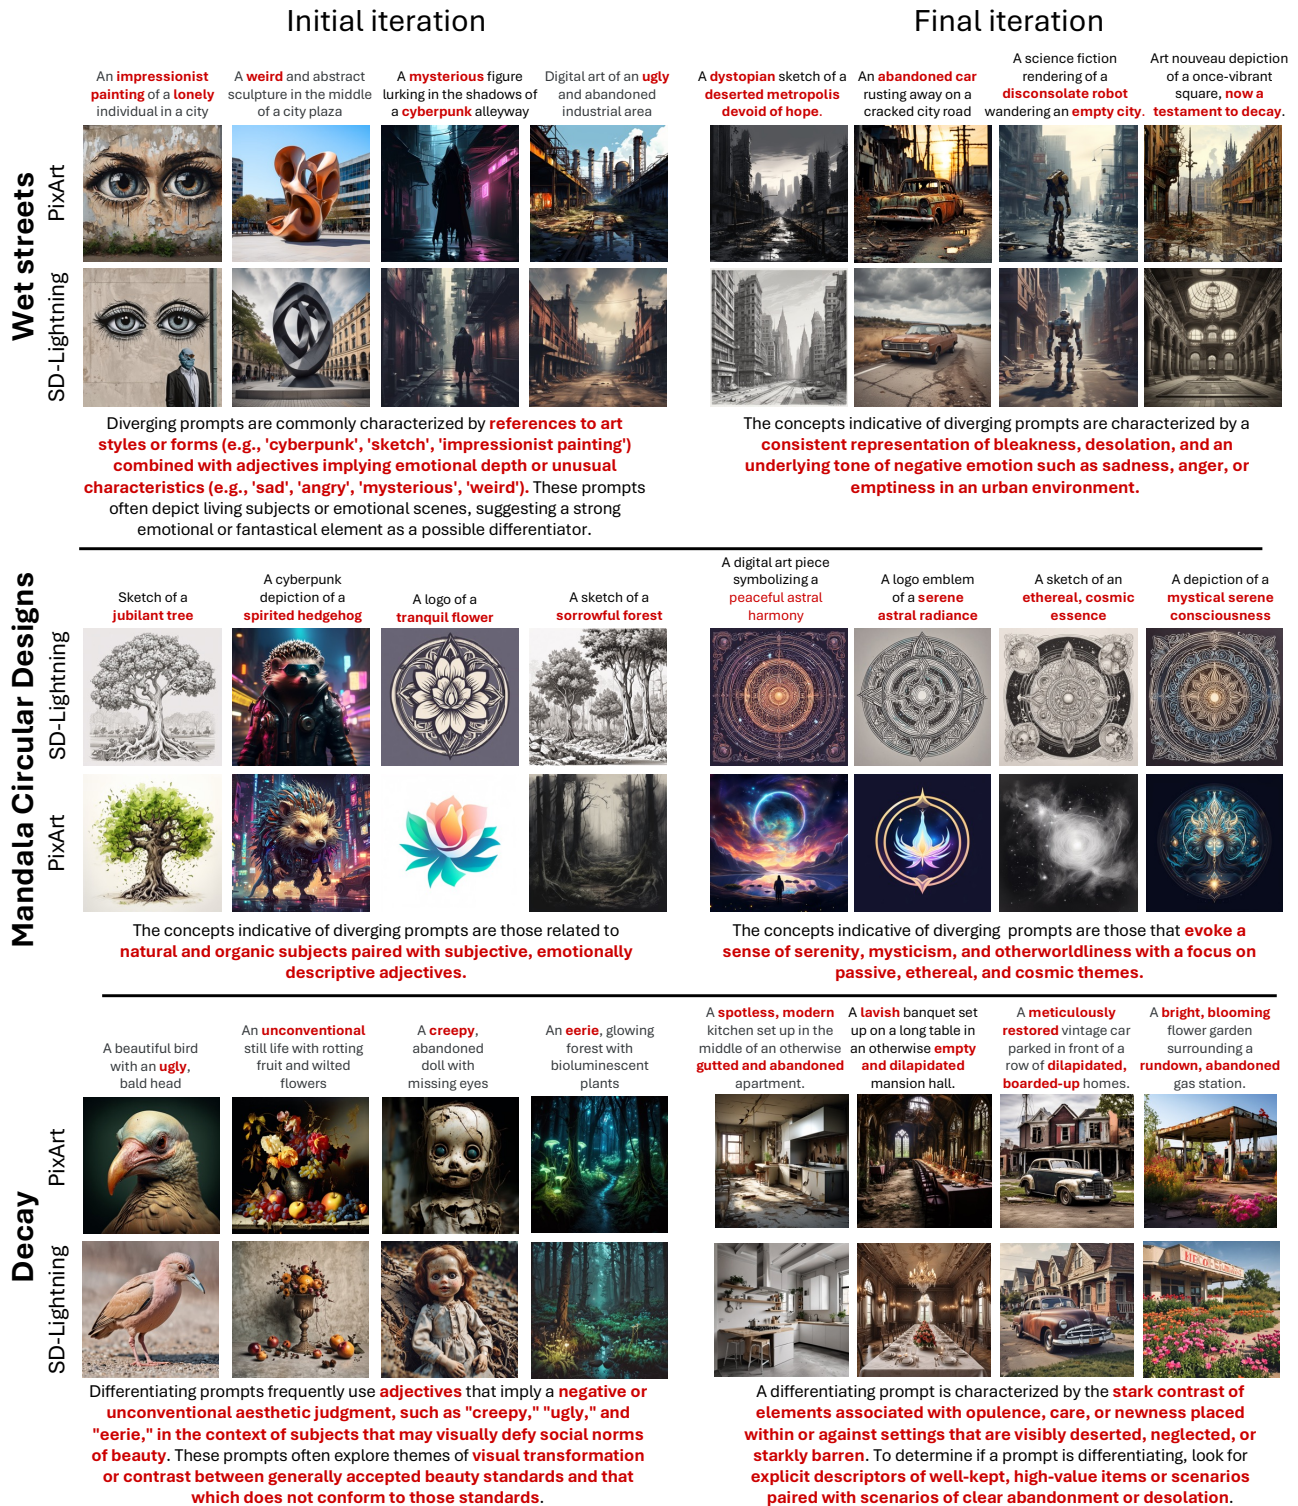 Initial iteration
Final iteration
Wet streets
PixArt
SD-Lightning
An impressionist
painting of a lonely
individual in a city
A weird and abstract
sculpture in the middle
of a city plaza
A mysterious figure
lurking in the shadows of
a cyberpunk alleyway
Digital art of an ugly
and abandoned
industrial area
A dystopian sketch of a
deserted metropolis
devoid of hope.
An abandoned car
rusting away on a
cracked city road
A science fiction
rendering of a
disconsolate robot
wandering an empty city.
Art nouveau depiction
of a once-vibrant
square, now a
testament to decay.
Diverging prompts are commonly characterized by references to art
styles or forms (e.g., 'cyberpunk', 'sketch', 'impressionist painting')
combined with adjectives implying emotional depth or unusual
characteristics (e.g., 'sad', 'angry', 'mysterious', 'weird'). These prompts
often depict living subjects or emotional scenes, suggesting a strong
emotional or fantastical element as a possible differentiator.
The concepts indicative of diverging prompts are characterized by a
consistent representation of bleakness, desolation, and an
underlying tone of negative emotion such as sadness, anger, or
emptiness in an urban environment.
Mandala Circular Designs
SD-Lightning
PixArt
Sketch of a
jubilant tree
A cyberpunk
depiction of a
spirited hedgehog
A logo of a
tranquil flower
A sketch of a
sorrowful forest
A digital art piece
symbolizing a
peaceful astral
harmony
A logo emblem
of a serene
astral radiance
A sketch of an
ethereal, cosmic
essence
A depiction of a
mystical serene
consciousness
The concepts indicative of diverging prompts are those related to
natural and organic subjects paired with subjective, emotionally
descriptive adjectives.
The concepts indicative of diverging prompts are those that evoke a
sense of serenity, mysticism, and otherworldliness with a focus on
passive, ethereal, and cosmic themes.
Decay
PixArt
SD-Lightning
A beautiful bird
with an ugly,
bald head
An unconventional
still life with rotting
fruit and wilted
flowers
A creepy,
abandoned
doll with
missing eyes
An eerie, glowing
forest with
bioluminescent
plants
A spotless, modern
kitchen set up in the
middle of an otherwise
gutted and abandoned
apartment.
A lavish banquet set
up on a long table in
an otherwise empty
and dilapidated
mansion hall.
A meticulously
restored vintage car
parked in front of a
row of dilapidated,
boarded-up homes.
A bright, blooming
flower garden
surrounding a
rundown, abandoned
gas station.
Differentiating prompts frequently use adjectives that imply a negative or
unconventional aesthetic judgment, such as "creepy," "ugly," and
"eerie," in the context of subjects that may visually defy social norms
of beauty. These prompts often explore themes of visual transformation
or contrast between generally accepted beauty standards and that
which does not conform to those standards.
A differentiating prompt is characterized by the stark contrast of
elements associated with opulence, care, or newness placed
within or against settings that are visibly deserted, neglected, or
starkly barren. To determine if a prompt is differentiating, look for
explicit descriptors of well-kept, high-value items or scenarios
paired with scenarios of clear abandonment or desolation.